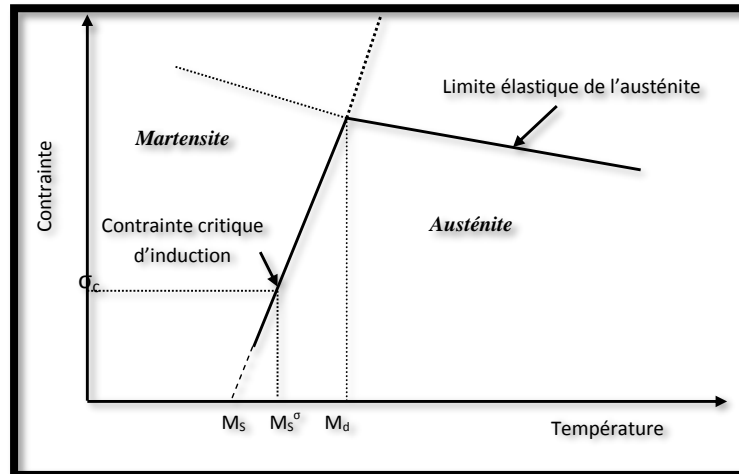 Limite élastique de l’austénite
Martensite
Contrainte
Contrainte critique
d’induction
Austénite
σc
Ms
Msσ
Md
Température